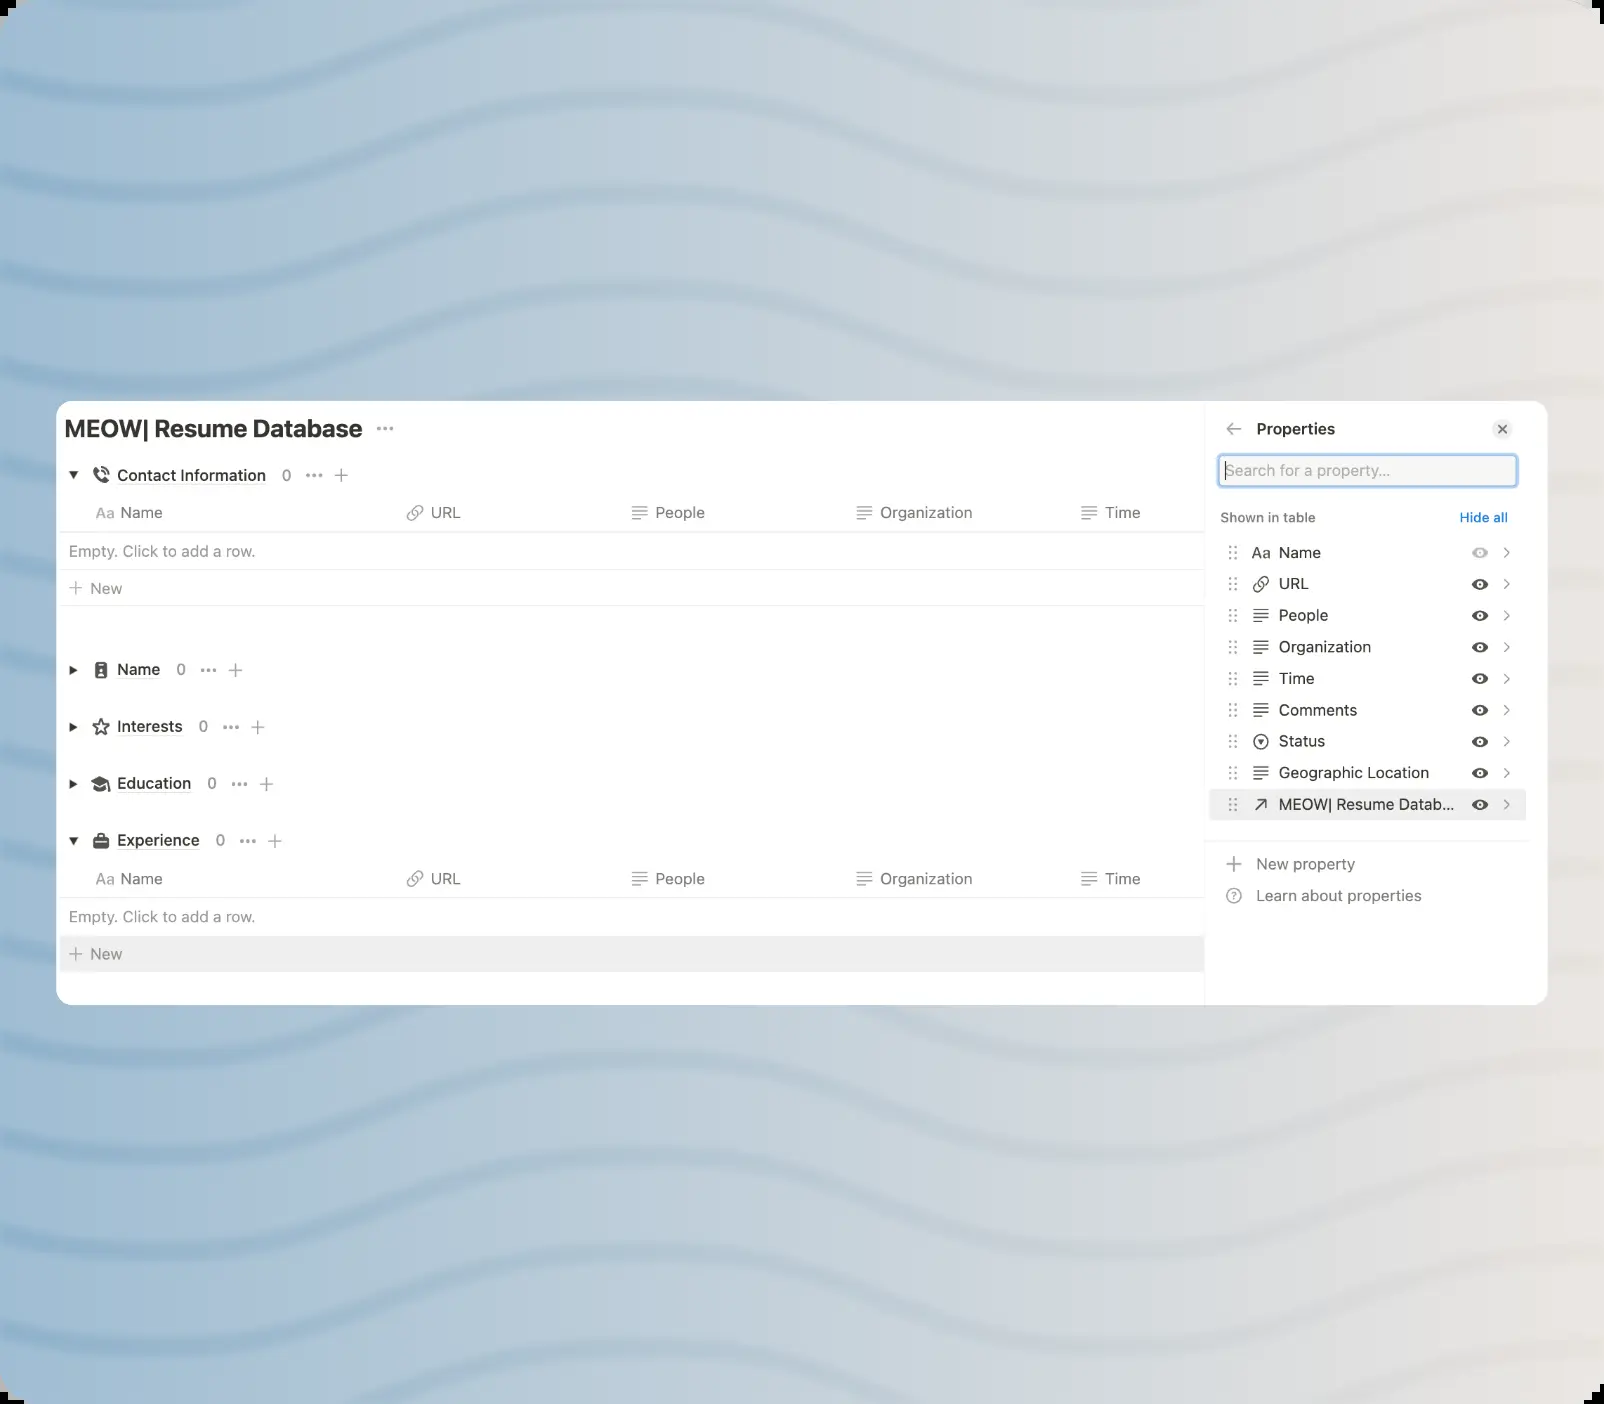 MEOW| Resume Database
Contact Information 0
Aa Name URL People Organization Time
Empty. Click to add a row.
New
Name 0
Interests 0
Education 0
Experience 0
Aa Name URL People Organization Time
Empty. Click to add a row.
New
Properties
Search for a property...
Shown in table Hide all
Aa Name
URL
People
Organization
Time
Comments
Status
Geographic Location
MEOW| Resume Datab...
New property
Learn about properties